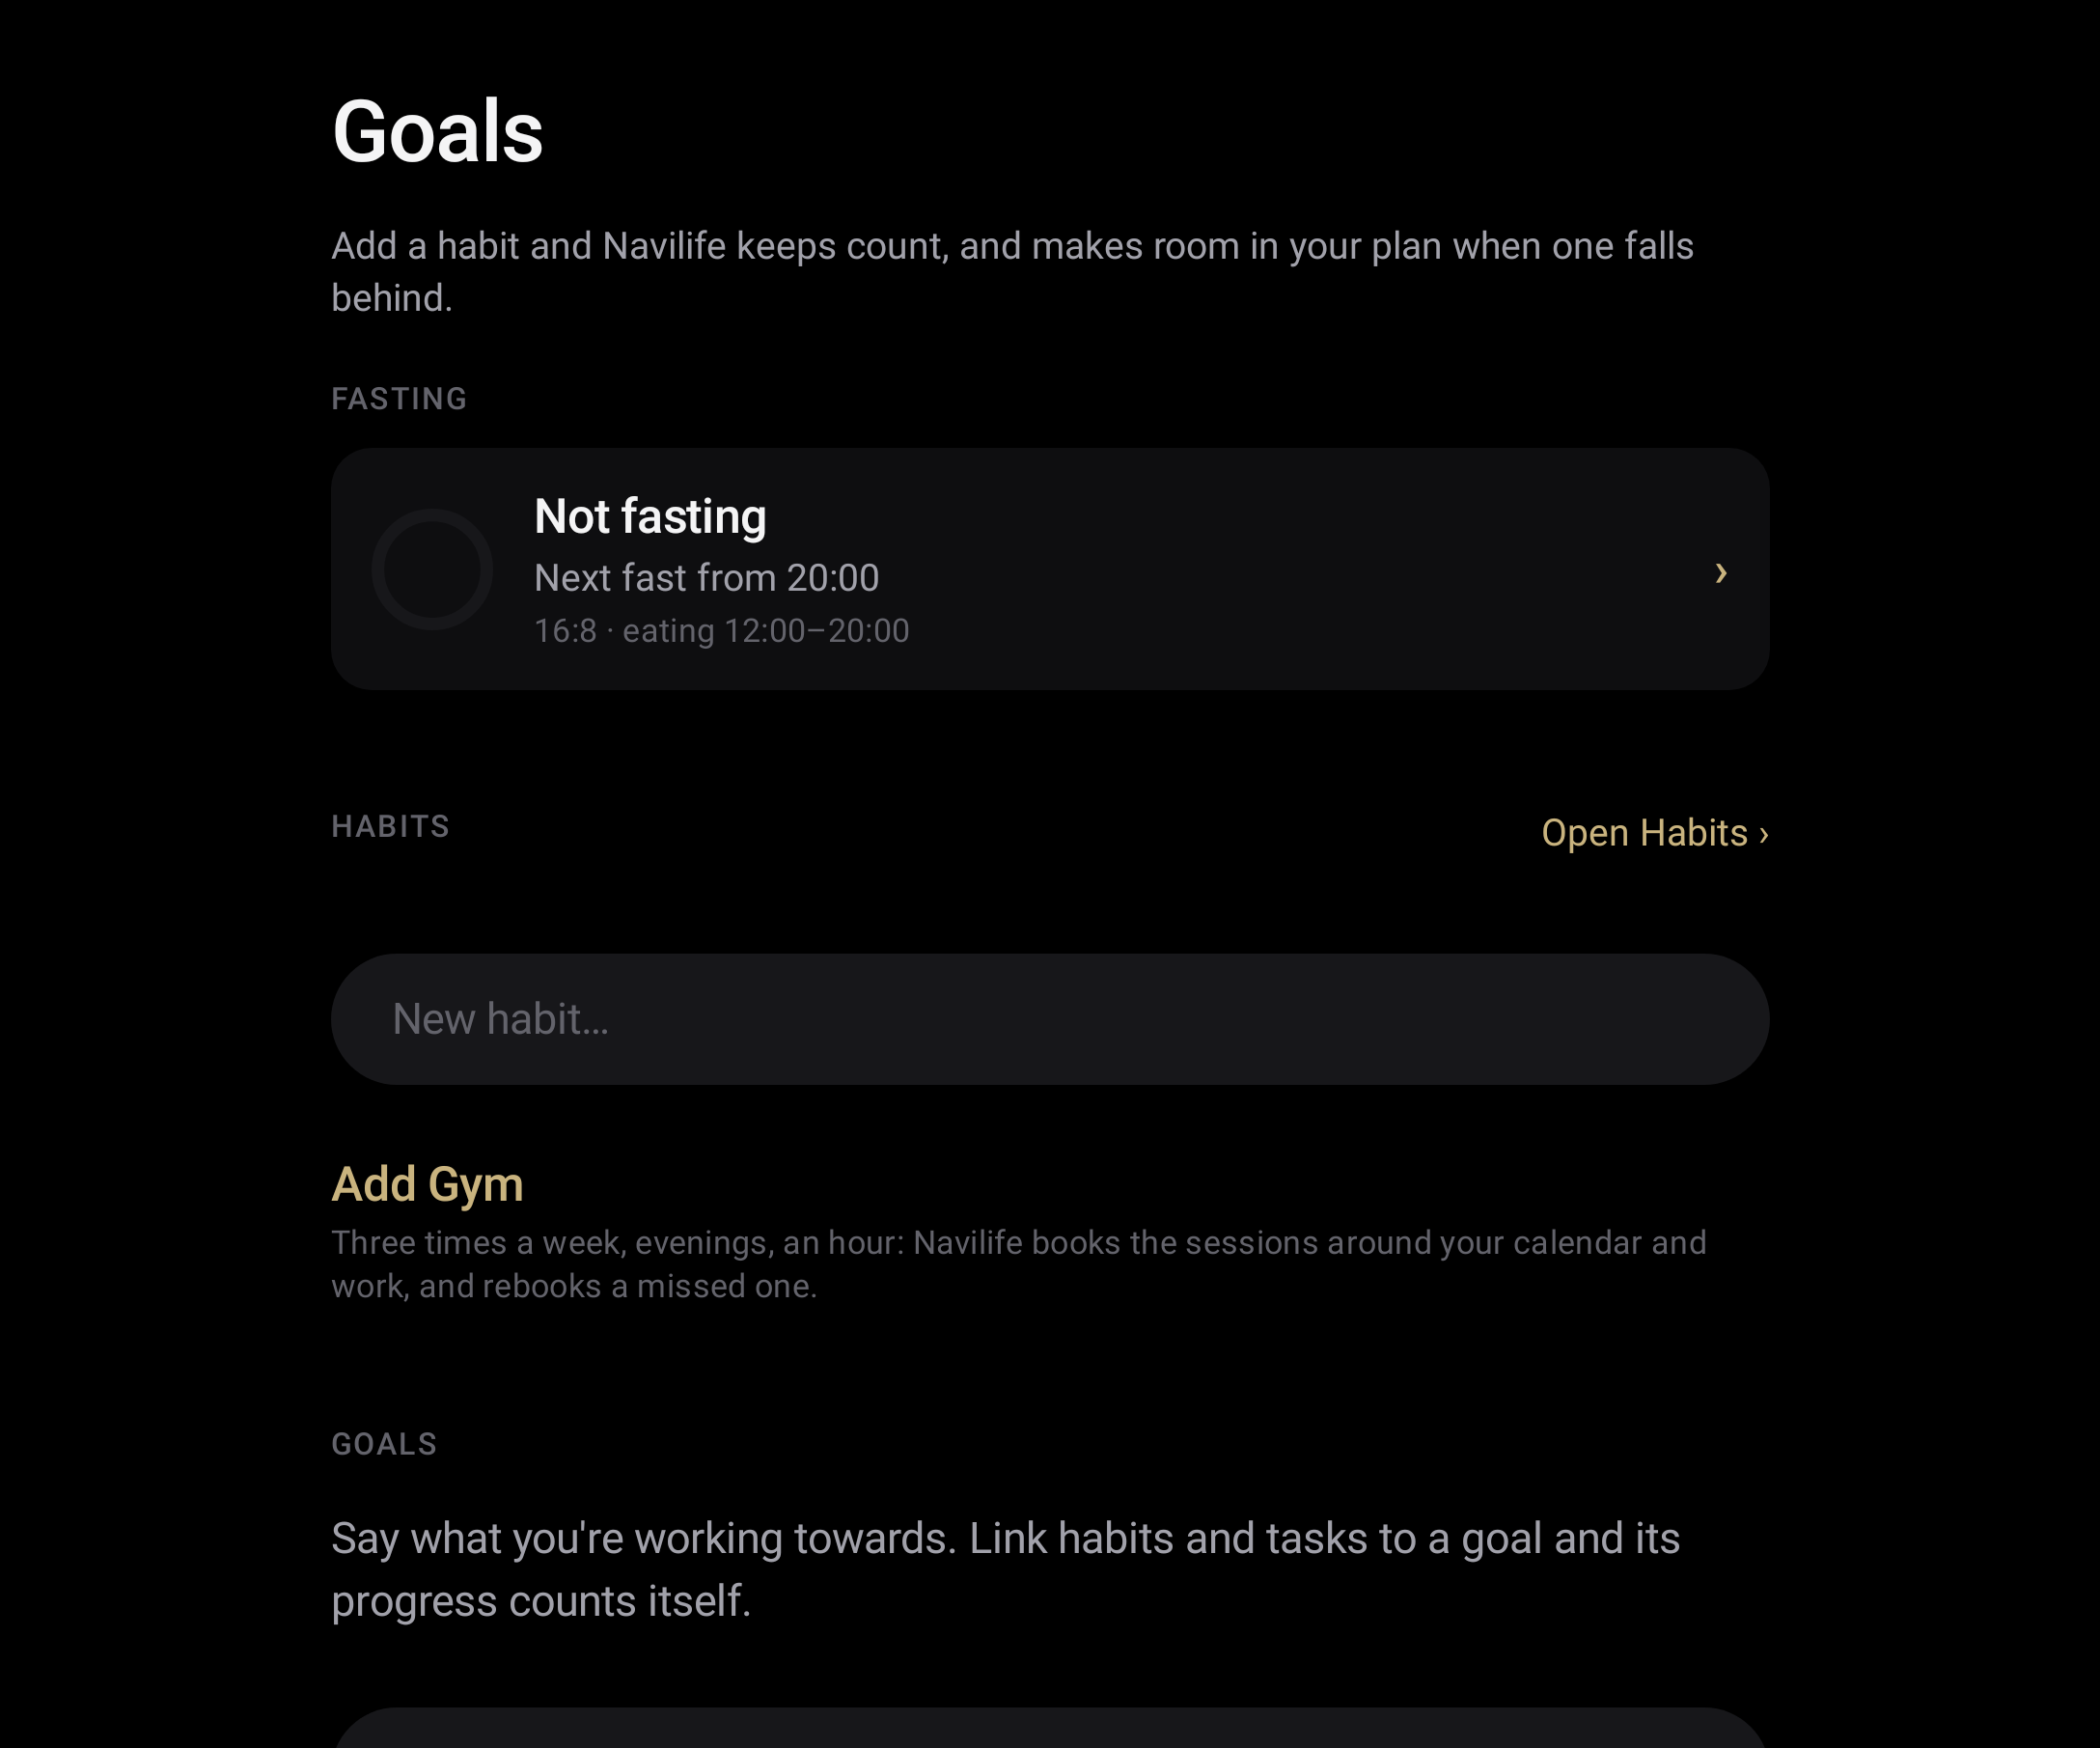 Goals
Add a habit and Navilife keeps count, and makes room in your plan when one falls
behind.
FASTING
Not fasting
Next fast from 20:00
16:8 · eating 12:00–20:00
›
HABITS
Open Habits ›
New habit…
Add Gym
Three times a week, evenings, an hour: Navilife books the sessions around your calendar and
work, and rebooks a missed one.
GOALS
Say what you're working towards. Link habits and tasks to a goal and its
progress counts itself.